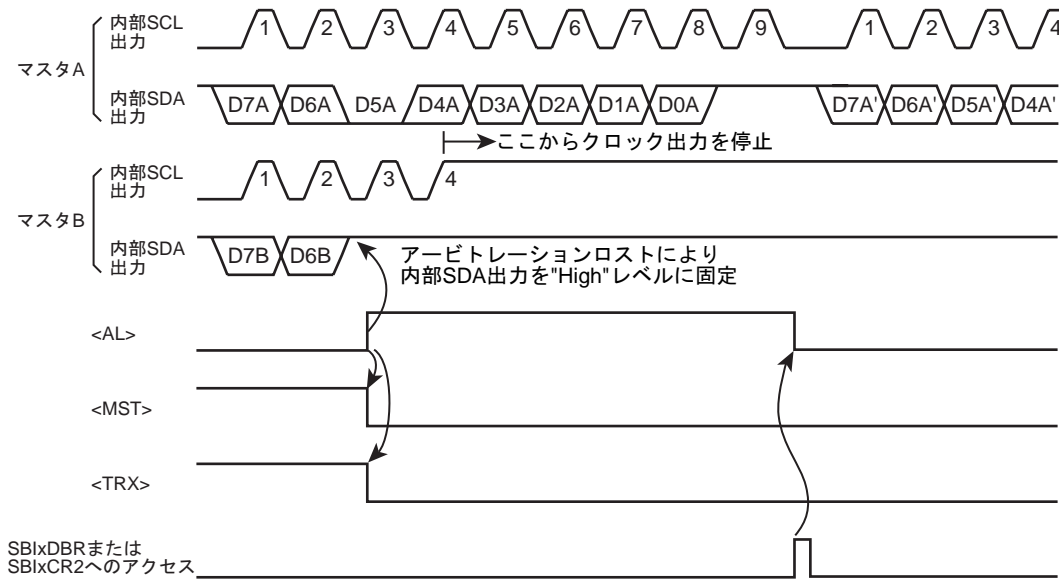 マスタA
内部SCL
出力
1 2 3 4 5 6 7 8 9 1 2 3 4
内部SDA
出力
D7A D6A D5A D4A D3A D2A D1A D0A D7A' D6A' D5A' D4A'
ここからクロック出力を停止
マスタB
内部SCL
出力
1 2 3 4
内部SDA
出力
D7B D6B
アービトレーションロストにより
内部SDA出力を"High"レベルに固定
<AL>
<MST>
<TRX>
SBIxDBRまたは
SBIxCR2へのアクセス